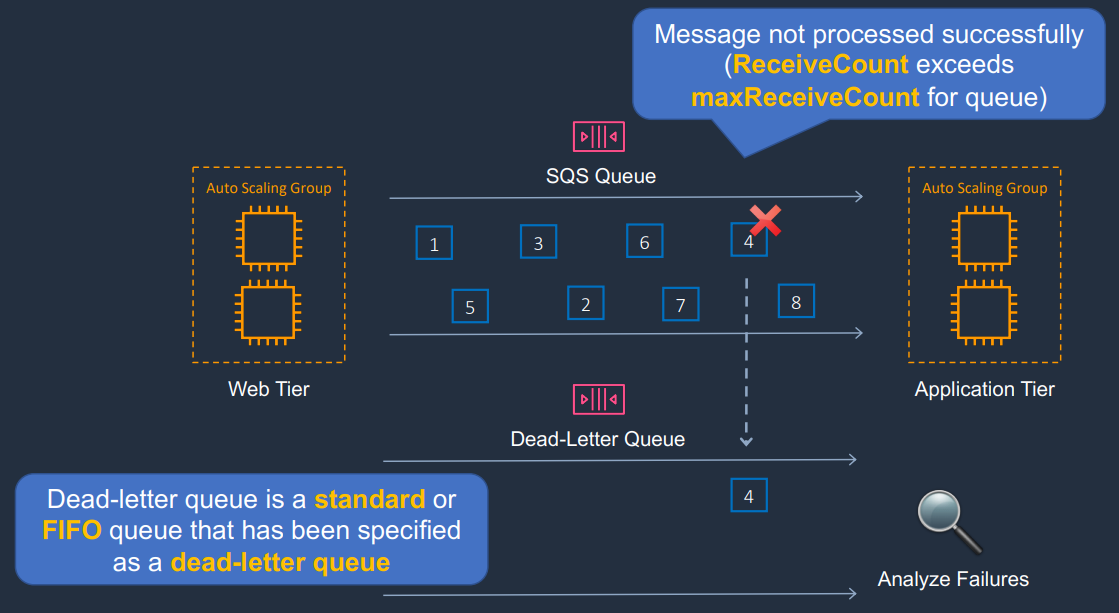 Message not processed successfully
(ReceiveCount exceeds
maxReceiveCount for queue)
SQS Queue
Auto Scaling Group
Auto Scaling Group
1
3
6
4
5
2
7
8
Web Tier
Application Tier
Dead-Letter Queue
4
Dead-letter queue is a standard or
FIFO queue that has been specified
as a dead-letter queue
Analyze Failures